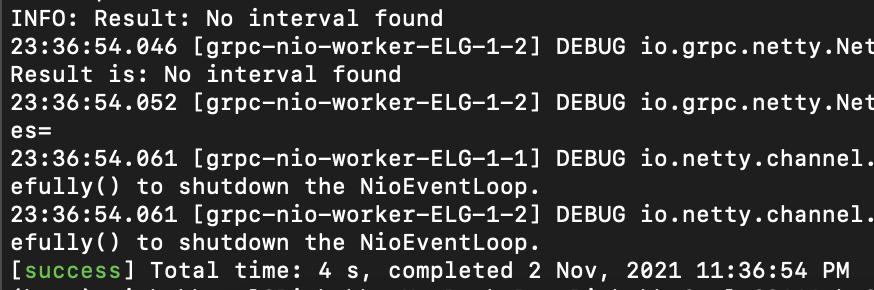 INFO: Result: No interval found
23:36:54.046 [grpc-nio-worker-ELG-1-2] DEBUG io.grpc.netty.Net
Result is: No interval found
23:36:54.052 [grpc-nio-worker-ELG-1-2] DEBUG io.grpc.netty.Net
es=
23:36:54.061 [grpc-nio-worker-ELG-1-1] DEBUG io.netty.channel.
efully() to shutdown the NioEventLoop.
23:36:54.061 [grpc-nio-worker-ELG-1-2] DEBUG io.netty.channel.
efully() to shutdown the NioEventLoop.
[success] Total time: 4 s, completed 2 Nov, 2021 11:36:54 PM